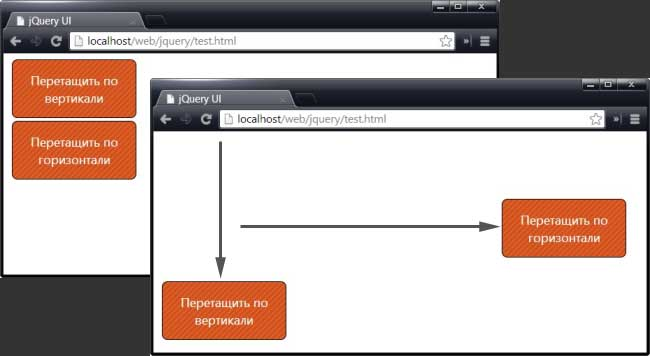 jQuery UI
localhost/web/jquery/test.html
Перетащить по
вертикали
Перетащить по
горизонтали
jQuery UI
localhost/web/jquery/test.html
Перетащить по
горизонтали
Перетащить по
вертикали